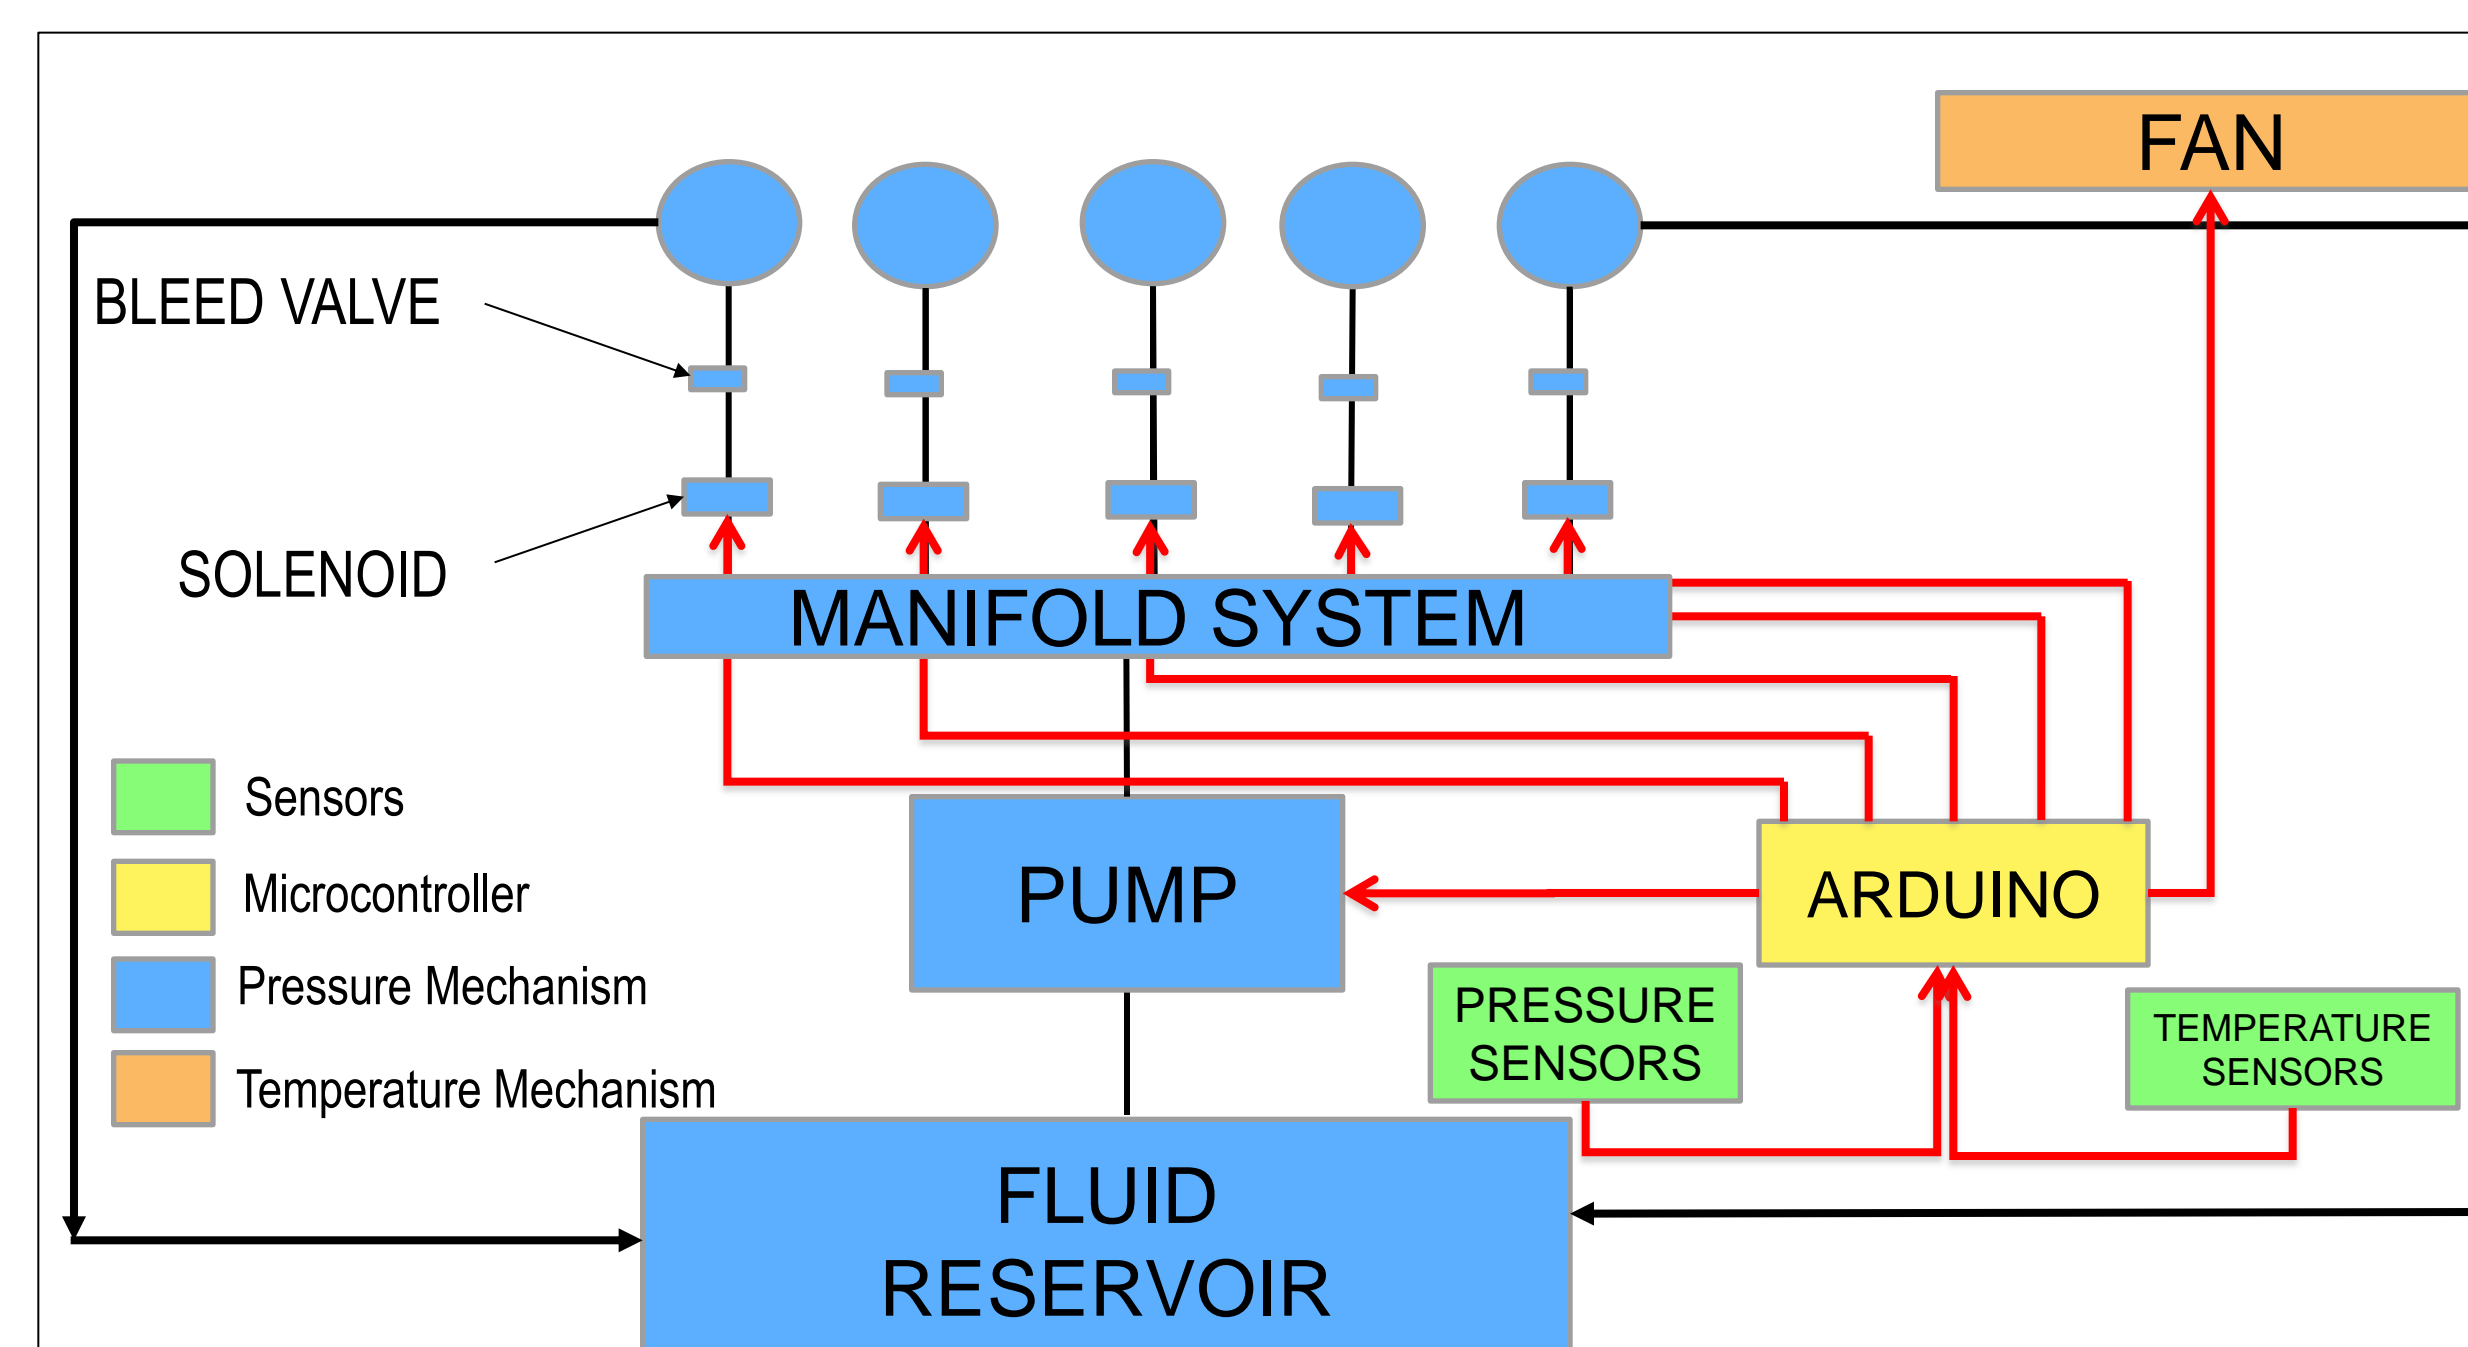 FAN
BLEED VALVE
SOLENOID
MANIFOLD SYSTEM
Sensors
Microcontroller
Pressure Mechanism
Temperature Mechanism
PUMP
ARDUINO
PRESSURE
SENSORS
TEMPERATURE
SENSORS
FLUID
RESERVOIR